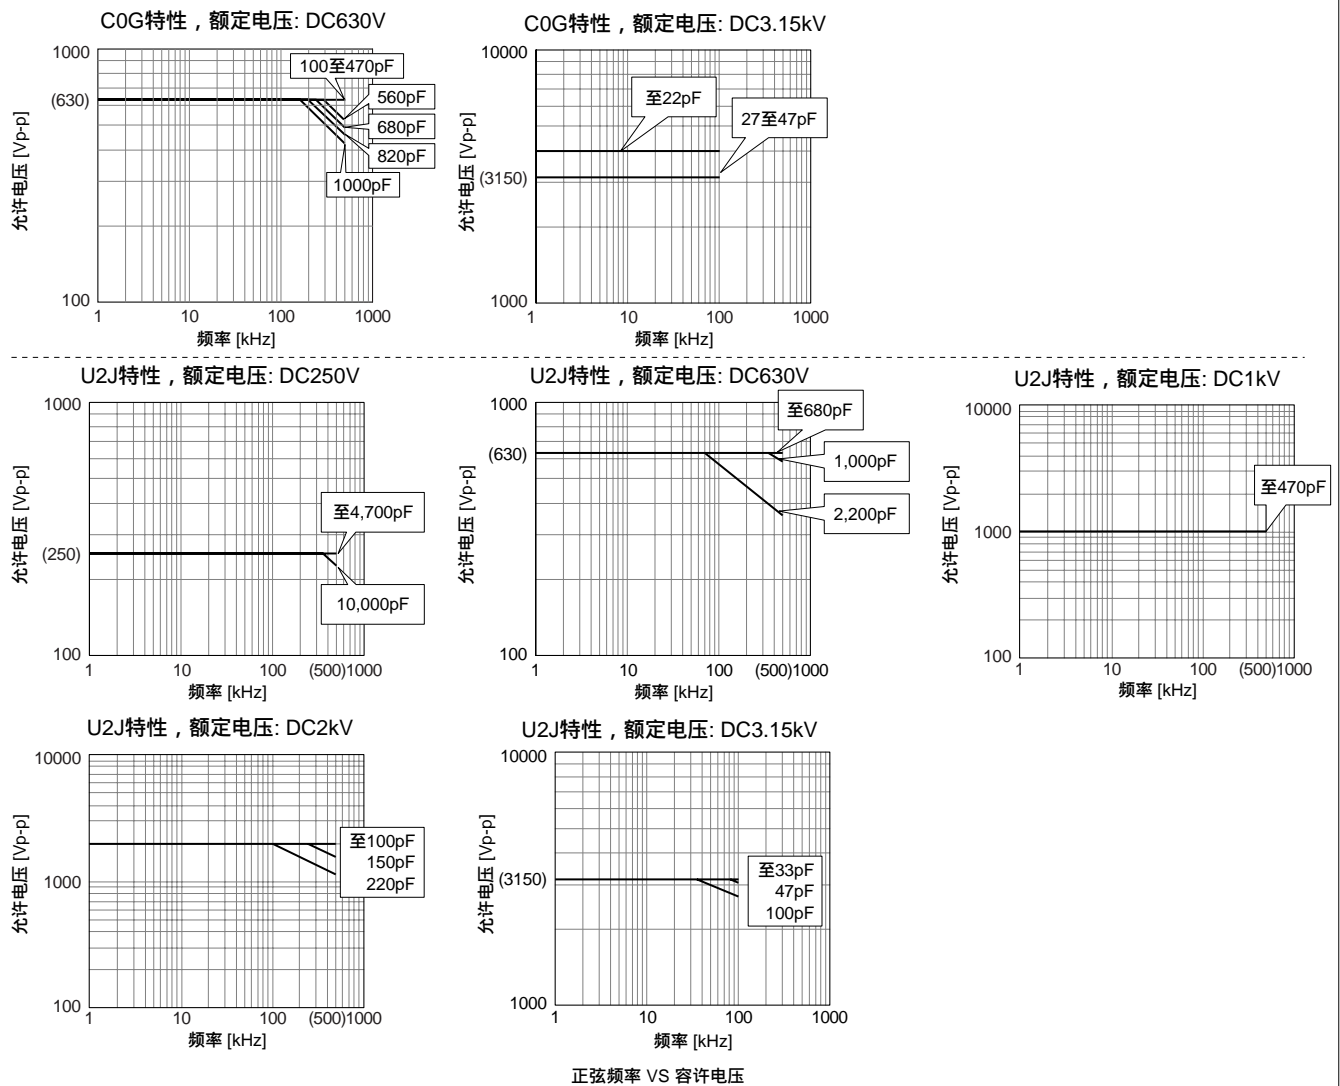 C0G特性，额定电压: DC630V
1000
(630)
100
允许电压 [Vp-p]
100至470pF
560pF
680pF
820pF
1000pF
1 10 100 1000
频率 [kHz]
C0G特性，额定电压: DC3.15kV
10000
(3150)
1000
允许电压 [Vp-p]
至22pF
27至47pF
1 10 100 1000
频率 [kHz]
U2J特性，额定电压: DC250V
1000
(250)
100
允许电压 [Vp-p]
至4,700pF
10,000pF
1 10 100 (500)1000
频率 [kHz]
U2J特性，额定电压: DC630V
1000
(630)
100
允许电压 [Vp-p]
至680pF
1,000pF
2,200pF
1 10 100 (500)1000
频率 [kHz]
U2J特性，额定电压: DC1kV
10000
1000
100
允许电压 [Vp-p]
至470pF
1 10 100 (500)1000
频率 [kHz]
U2J特性，额定电压: DC2kV
10000
1000
100
允许电压 [Vp-p]
至100pF
150pF
220pF
1 10 100 (500)1000
频率 [kHz]
U2J特性，额定电压: DC3.15kV
10000
(3150)
1000
允许电压 [Vp-p]
至33pF
47pF
100pF
1 10 100 1000
频率 [kHz]
正弦频率 VS 容许电压